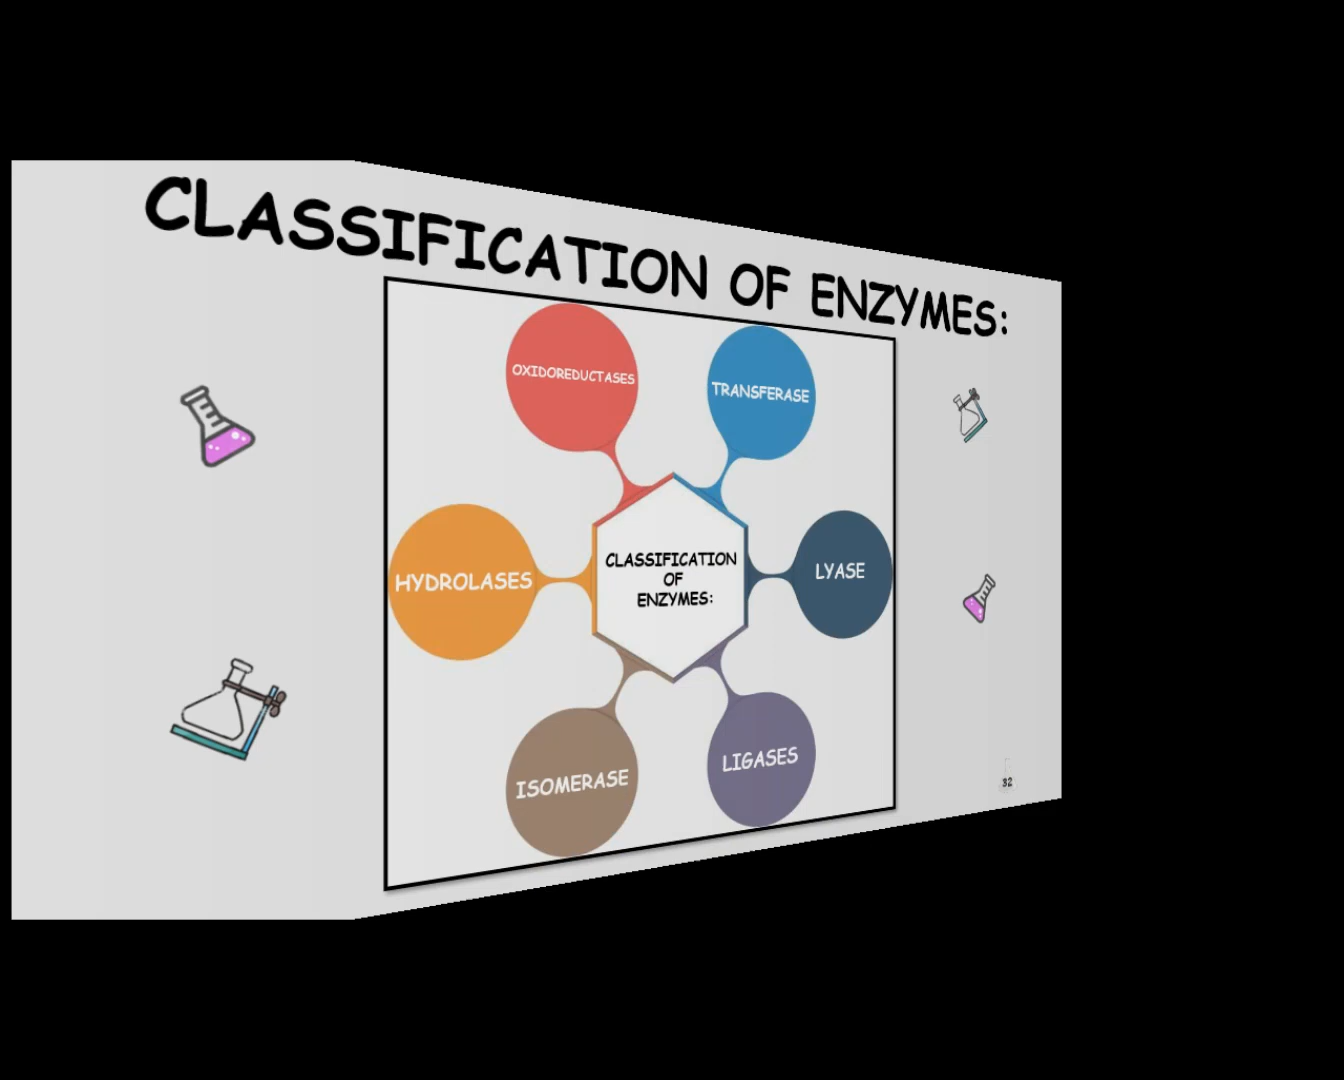 CLASSIFICATION OF ENZYMES:
OXIDOREDUCTASES
TRANSFERASE
HYDROLASES
CLASSIFICATION
OF
ENZYMES:
LYASE
ISOMERASE
LIGASES
32